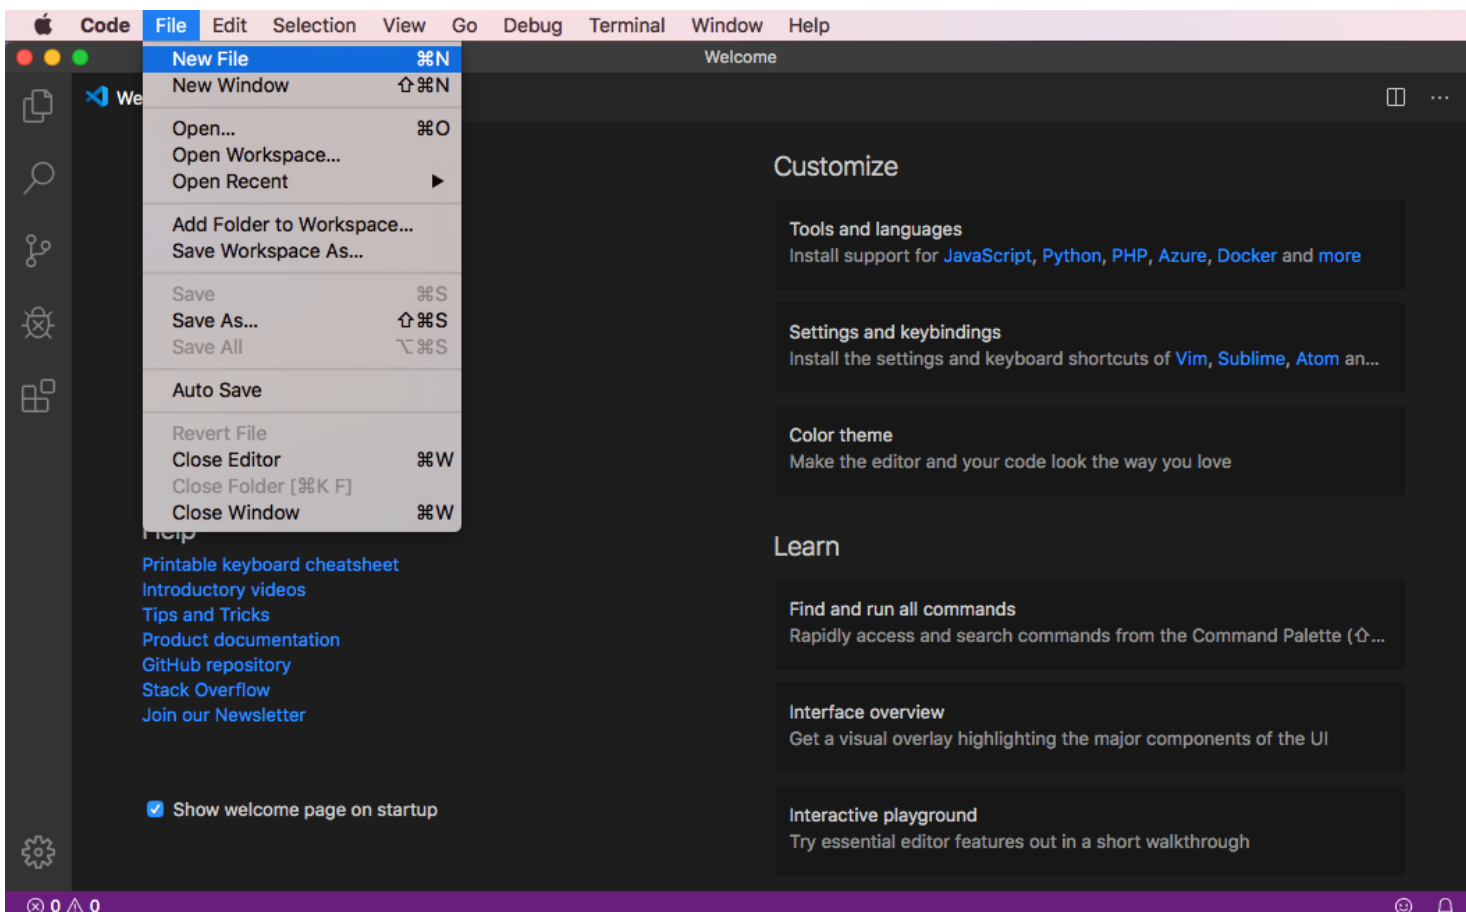 Code File Edit Selection View Go Debug Terminal Window Help
Welcome
We
New File ⌘N
New Window ⇧⌘N
Open... ⌘O
Open Workspace...
Open Recent ▶
Add Folder to Workspace...
Save Workspace As...
Save ⌘S
Save As... ⇧⌘S
Save All ⌥⌘S
Auto Save
Revert File
Close Editor ⌘W
Close Folder [⌘K F]
Close Window ⌘W
Help
Printable keyboard cheatsheet
Introductory videos
Tips and Tricks
Product documentation
GitHub repository
Stack Overflow
Join our Newsletter
Show welcome page on startup
Customize
Tools and languages
Install support for JavaScript, Python, PHP, Azure, Docker and more
Settings and keybindings
Install the settings and keyboard shortcuts of Vim, Sublime, Atom an...
Color theme
Make the editor and your code look the way you love
Learn
Find and run all commands
Rapidly access and search commands from the Command Palette (⇧...
Interface overview
Get a visual overlay highlighting the major components of the UI
Interactive playground
Try essential editor features out in a short walkthrough
0 0